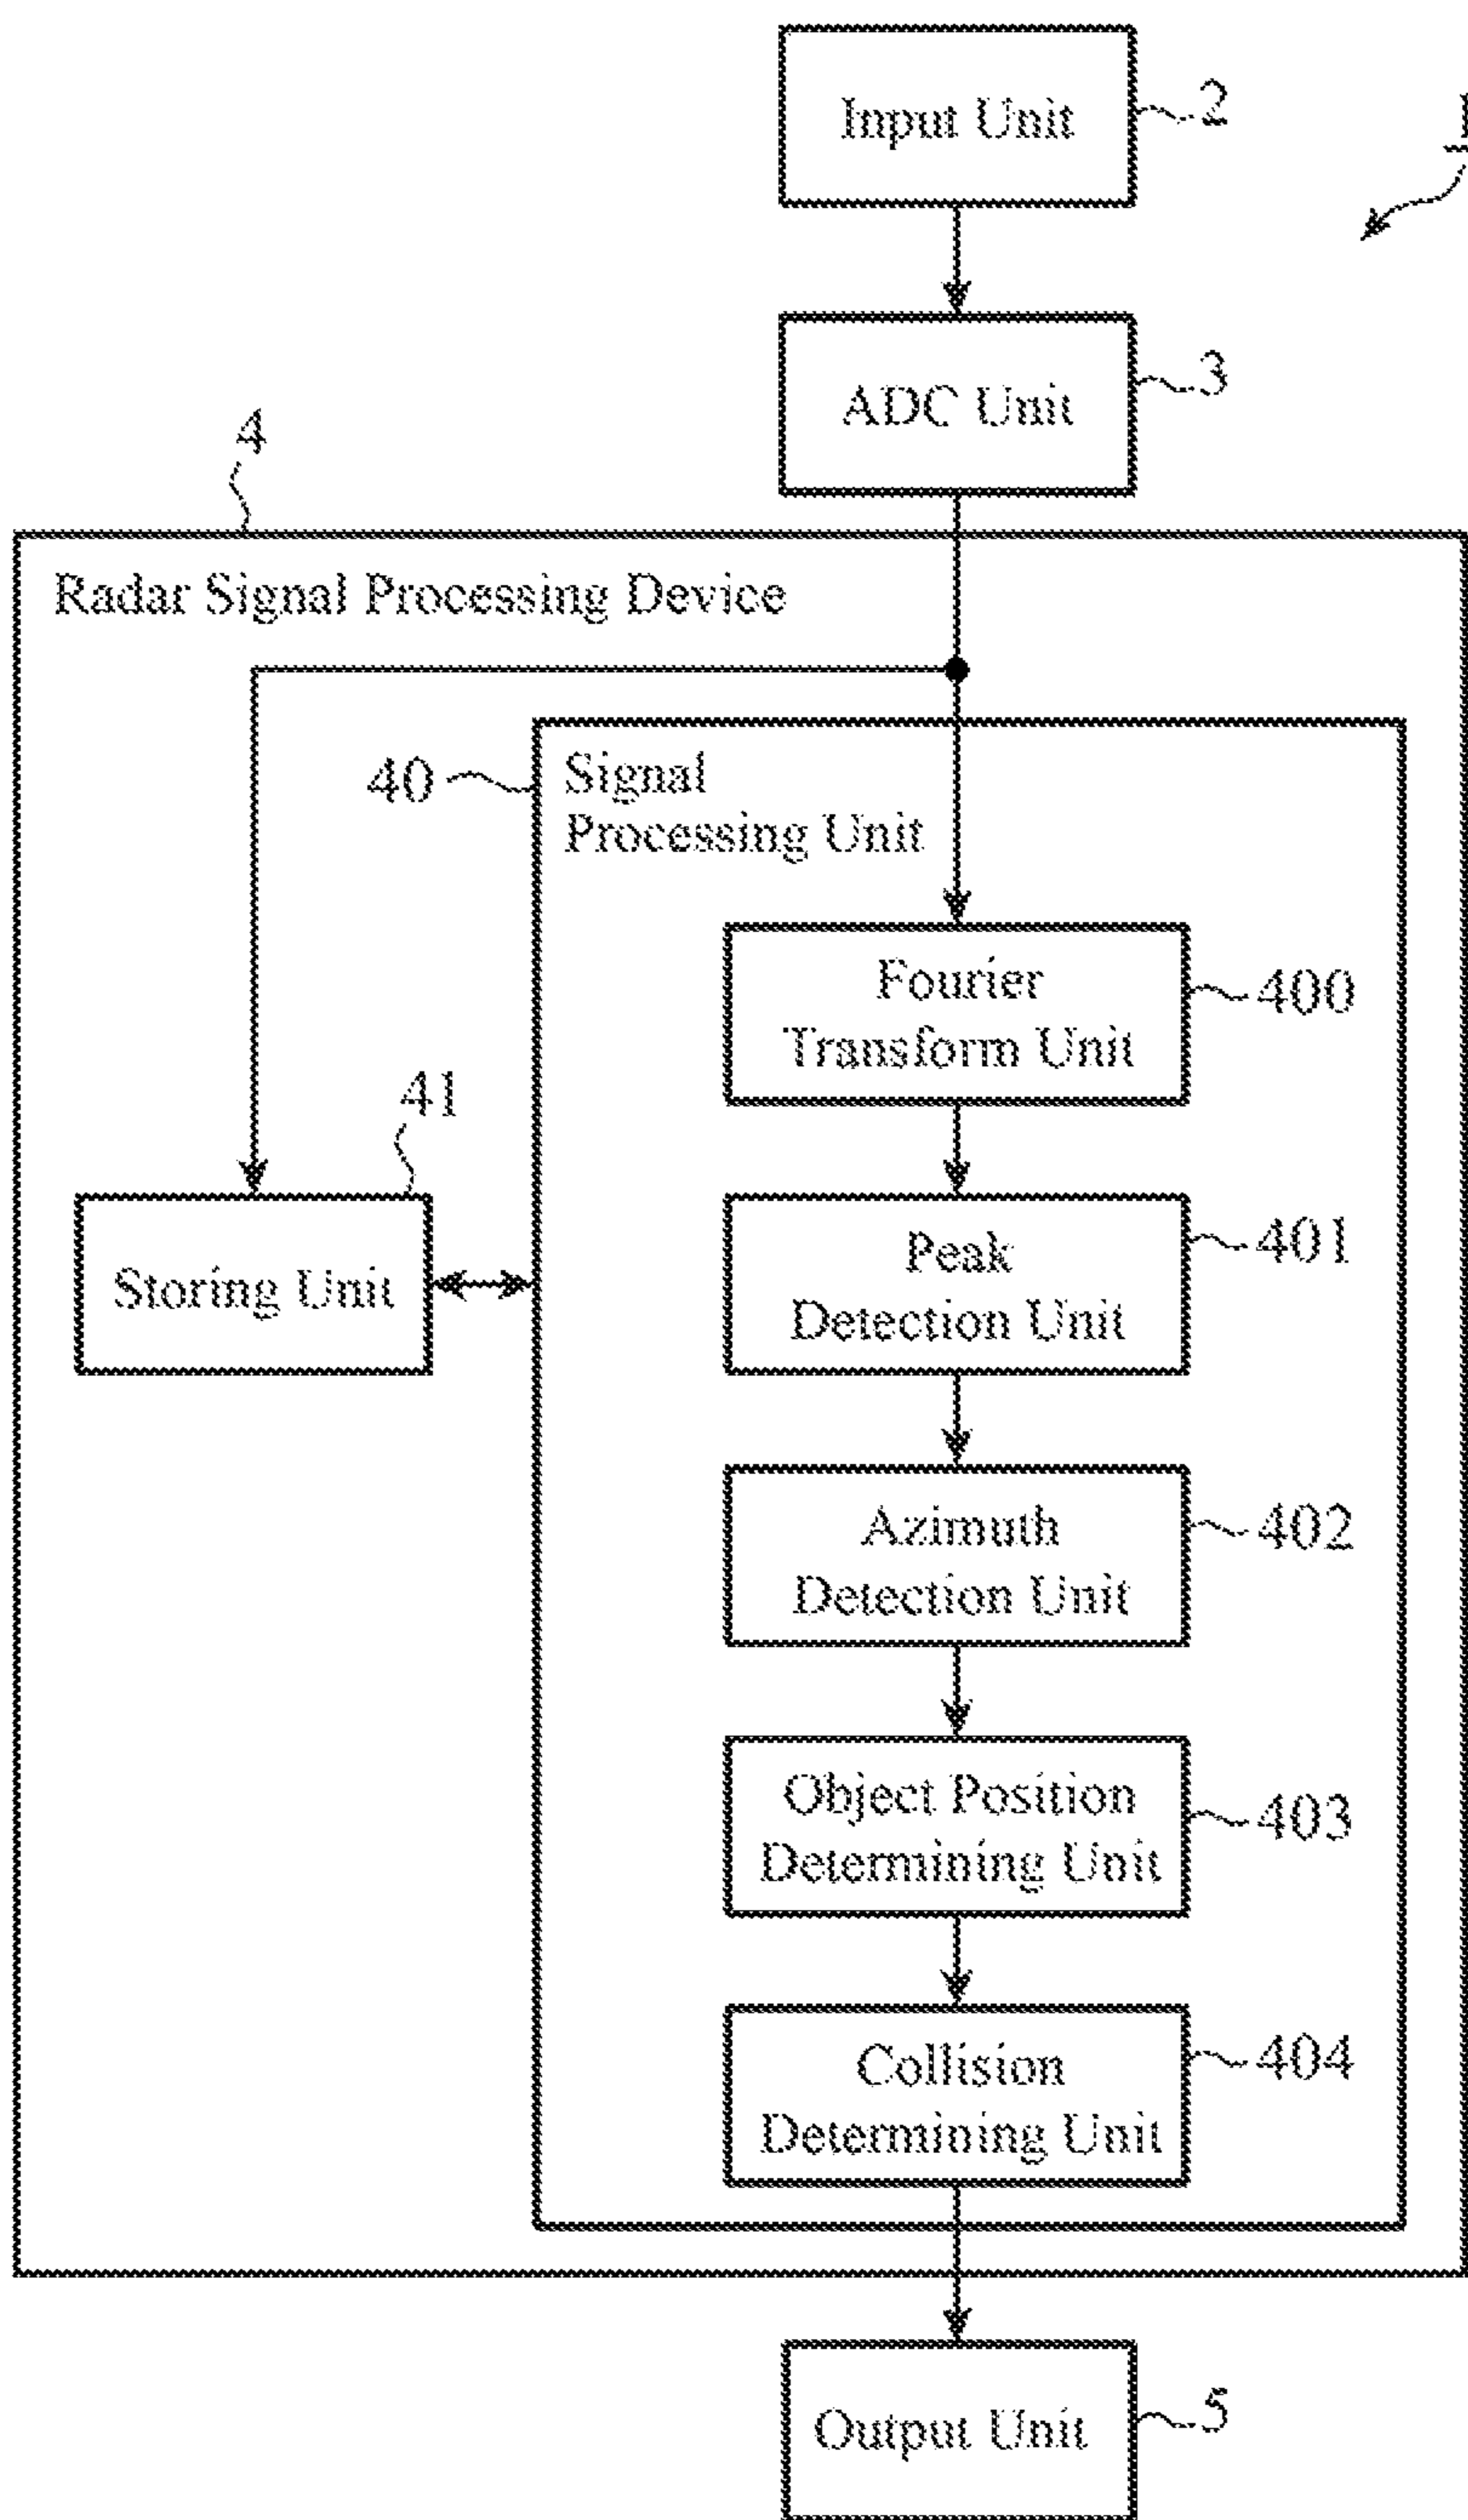 Input Unit
2
1
ADC Unit
3
4
Radar Signal Processing Device
40
Signal
Processing Unit
Fourier
Transform Unit
400
41
Storing Unit
Peak
Detection Unit
401
Azimuth
Detection Unit
402
Object Position
Determining Unit
403
Collision
Determining Unit
404
Output Unit
5